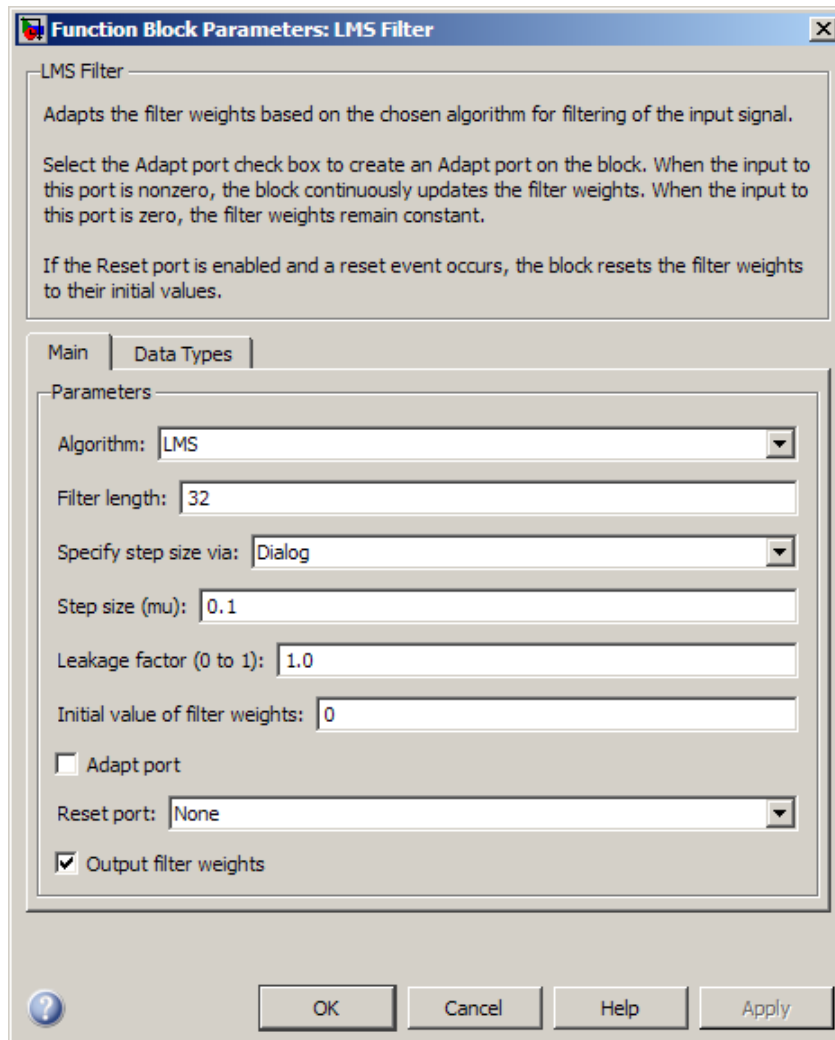 Function Block Parameters: LMS Filter
LMS Filter
Adapts the filter weights based on the chosen algorithm for filtering of the input signal.
Select the Adapt port check box to create an Adapt port on the block. When the input to
this port is nonzero, the block continuously updates the filter weights. When the input to
this port is zero, the filter weights remain constant.
If the Reset port is enabled and a reset event occurs, the block resets the filter weights
to their initial values.
Main Data Types
Parameters
Algorithm: LMS
Filter length: 32
Specify step size via: Dialog
Step size (mu): 0.1
Leakage factor (0 to 1): 1.0
Initial value of filter weights: 0
Adapt port
Reset port: None
Output filter weights
OK Cancel Help Apply